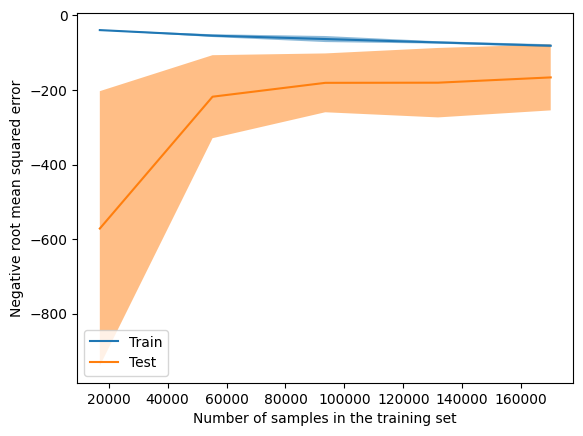 0
−200
−400
−600
−800
Negative root mean squared error
Train
Test
20000 40000 60000 80000 100000 120000 140000 160000
Number of samples in the training set